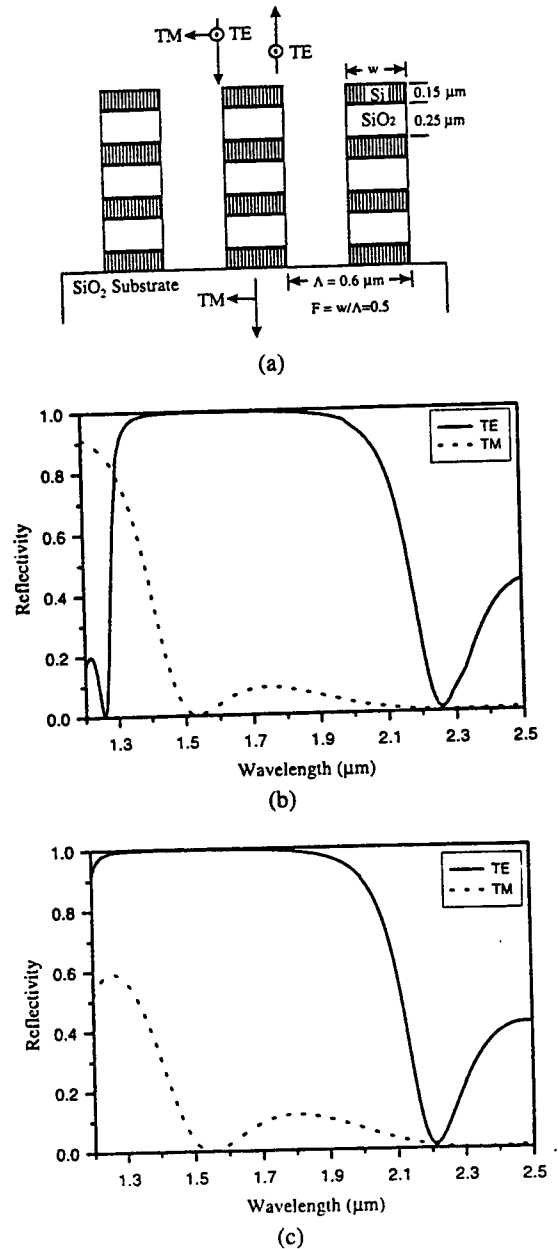 TM TE TE
w
Si 0.15 μm
SiO₂ 0.25 μm
SiO₂ Substrate
Λ = 0.6 μm
TM F = w/Λ=0.5
(a)
1.0
0.8
0.6
0.4
0.2
0.0
Reflectivity
TE
TM
1.3 1.5 1.7 1.9 2.1 2.3 2.5
Wavelength (μm)
(b)
1.0
0.8
0.6
0.4
0.2
0.0
Reflectivity
TE
TM
1.3 1.5 1.7 1.9 2.1 2.3 2.5
Wavelength (μm)
(c)